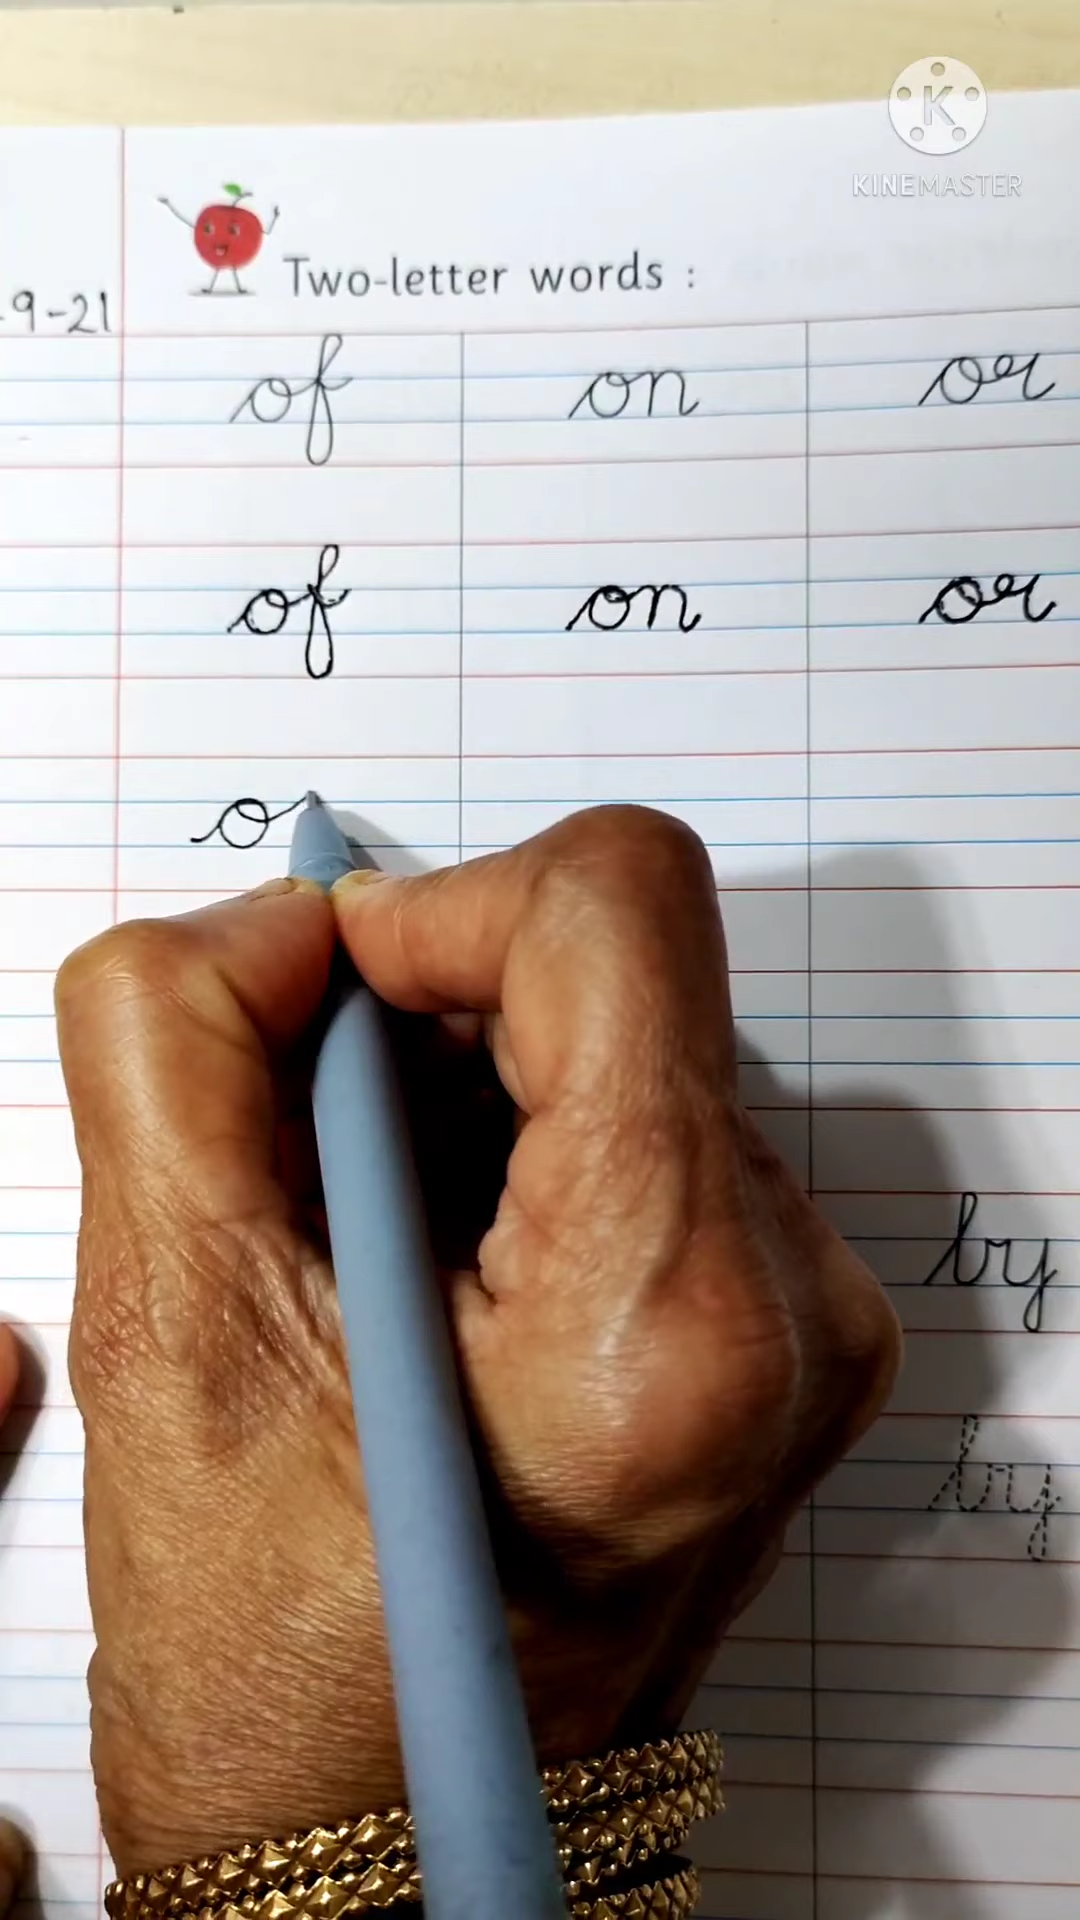 KINEMASTER
Two-letter words :
-9-21
of on or
of on or
o
by
by